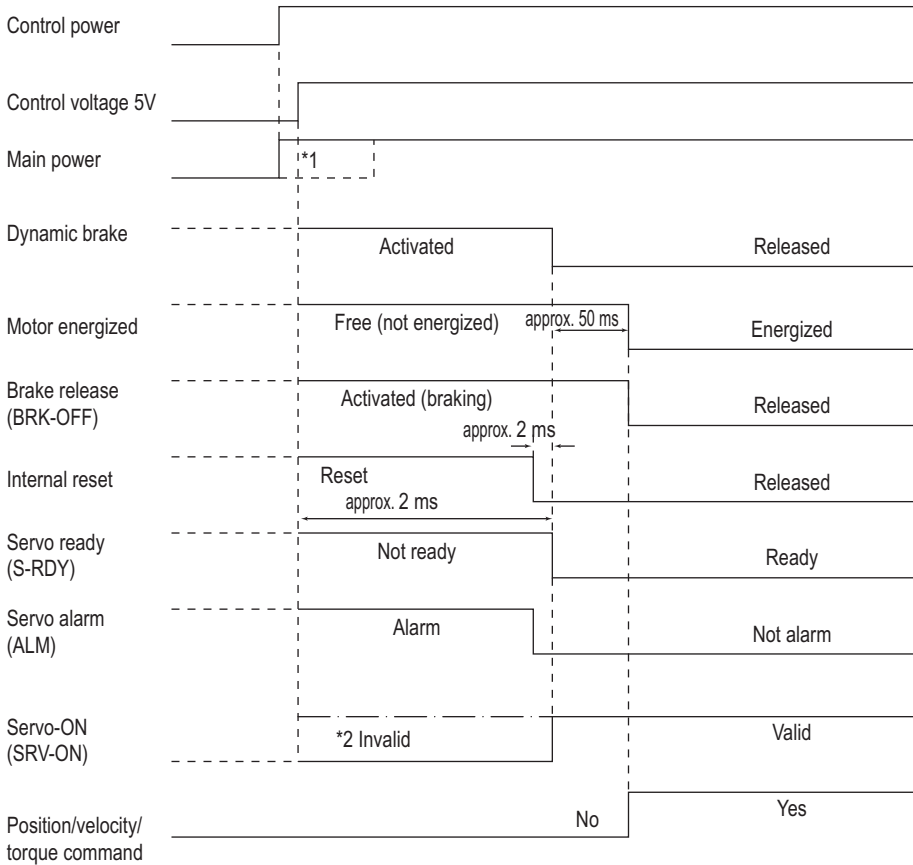 Control power
Control voltage 5V
Main power
*1
Dynamic brake
Activated
Released
Motor energized
Free (not energized)
approx. 50 ms
Energized
Brake release
(BRK-OFF)
Activated (braking)
Released
approx. 2 ms
Internal reset
Reset
Released
approx. 2 ms
Servo ready
(S-RDY)
Not ready
Ready
Servo alarm
(ALM)
Alarm
Not alarm
Servo-ON
(SRV-ON)
*2 Invalid
Valid
Position/velocity/
torque command
No
Yes